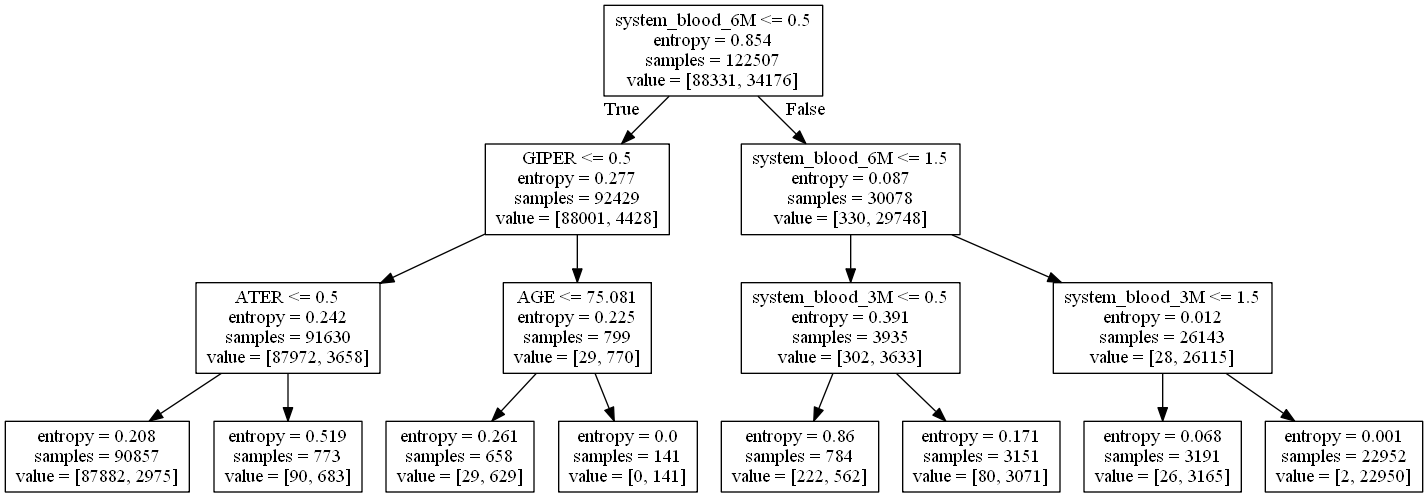 system_blood_6M <= 0.5
entropy = 0.854
samples = 122507
value = [88331, 34176]
True
False
GIPER <= 0.5
entropy = 0.277
samples = 92429
value = [88001, 4428]
system_blood_6M <= 1.5
entropy = 0.087
samples = 30078
value = [330, 29748]
ATER <= 0.5
entropy = 0.242
samples = 91630
value = [87972, 3658]
AGE <= 75.081
entropy = 0.225
samples = 799
value = [29, 770]
system_blood_3M <= 0.5
entropy = 0.391
samples = 3935
value = [302, 3633]
system_blood_3M <= 1.5
entropy = 0.012
samples = 26143
value = [28, 26115]
entropy = 0.208
samples = 90857
value = [87882, 2975]
entropy = 0.519
samples = 773
value = [90, 683]
entropy = 0.261
samples = 658
value = [29, 629]
entropy = 0.0
samples = 141
value = [0, 141]
entropy = 0.86
samples = 784
value = [222, 562]
entropy = 0.171
samples = 3151
value = [80, 3071]
entropy = 0.068
samples = 3191
value = [26, 3165]
entropy = 0.001
samples = 22952
value = [2, 22950]